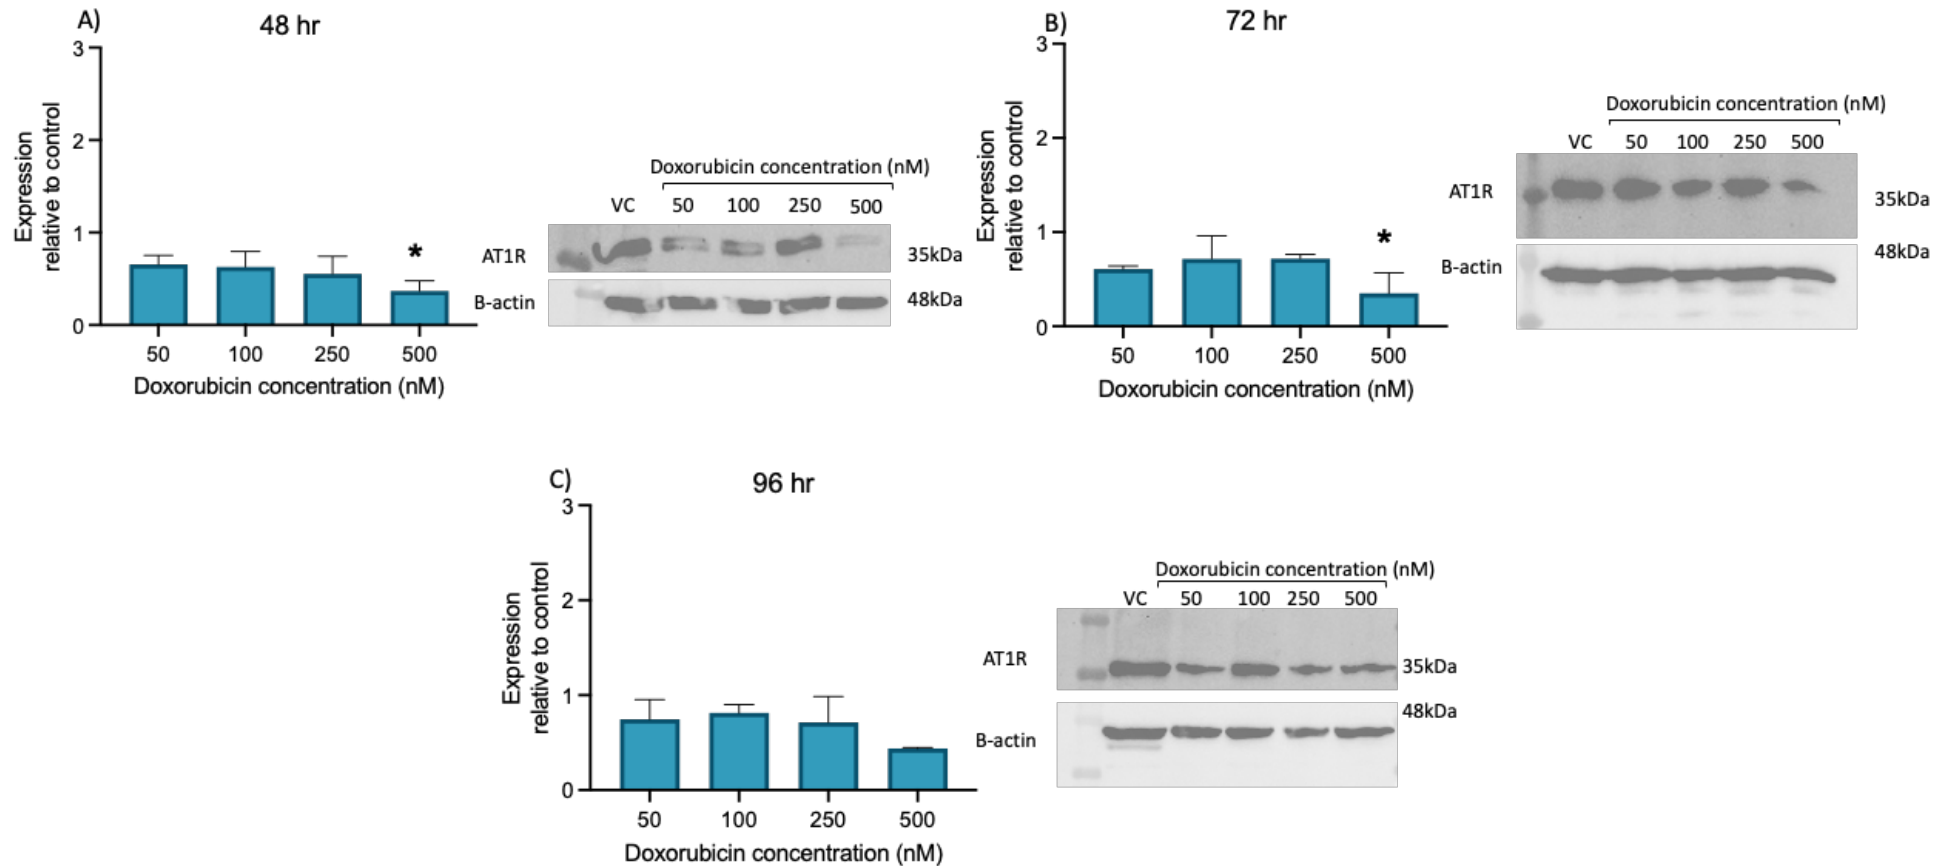 A)
48 hr
3
2
1
0
Expression
relative to control
*
50 100 250 500
Doxorubicin concentration (nM)
Doxorubicin concentration (nM)
VC 50 100 250 500
AT1R
35kDa
B-actin
48kDa
B)
72 hr
3
2
1
0
Expression
relative to control
*
50 100 250 500
Doxorubicin concentration (nM)
Doxorubicin concentration (nM)
VC 50 100 250 500
AT1R
35kDa
48kDa
B-actin
C)
96 hr
3
2
1
0
Expression
relative to control
50 100 250 500
Doxorubicin concentration (nM)
Doxorubicin concentration (nM)
VC 50 100 250 500
AT1R
35kDa
48kDa
B-actin